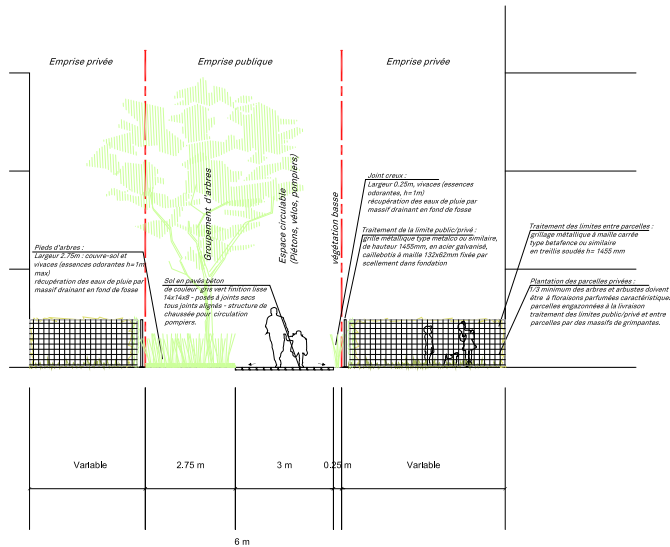 Emprise privée
Emprise publique
Emprise privée
Groupement d'arbres
Espace circulable
(Piétons, vélos, pompiers)
végétation basse
Joint creux :
Largeur 0.25m, vivaces (essences
odorantes, h=1m)
récupération des eaux de pluie par
massif drainant en fond de fosse
Traitement de la limite public/privé :
grille métallique type metalco ou similaire,
de hauteur 1455mm, en acier galvanisé,
caillebotis à maille 132x62mm fixée par
scellement dans fondation
Traitement des limites entre parcelles :
grillage métallique à maille carrée
type betafence ou similaire
en treillis soudés h= 1455 mm
Plantation des parcelles privées :
1/3 minimum des arbres et arbustes doivent
être à floraisons parfumées caractéristiques
parcelles engazonnées à la livraison
traitement des limites public/privé et entre
parcelles par des massifs de grimpantes.
Pieds d'arbres :
Largeur 2.75m : couvre-sol et
vivaces (essences odorantes h=1m
max)
récupération des eaux de pluie par
massif drainant en fond de fosse
Sol en pavés béton
de couleur gris vert finition lisse
14x14x8 - posés à joints secs
tous joints alignés - structure de
chaussée pour circulation
pompiers.
Variable
2.75 m
3 m
0.25 m
Variable
6 m